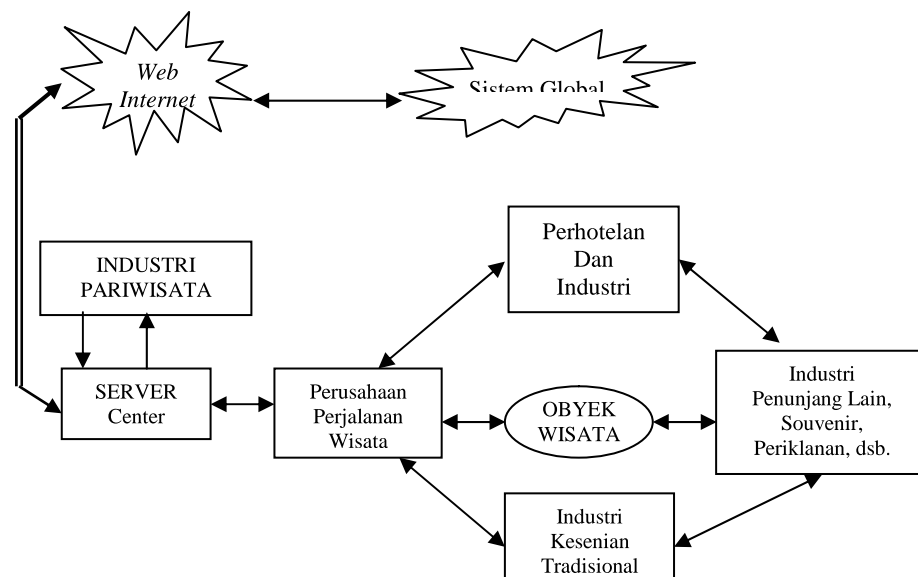 Web
Internet
Sistem Global
INDUSTRI
PARIWISATA
SERVER
Center
Perusahaan
Perjalanan
Wisata
Perhotelan
Dan
Industri
OBYEK
WISATA
Industri
Penunjang Lain,
Souvenir,
Periklanan, dsb.
Industri
Kesenian
Tradisional